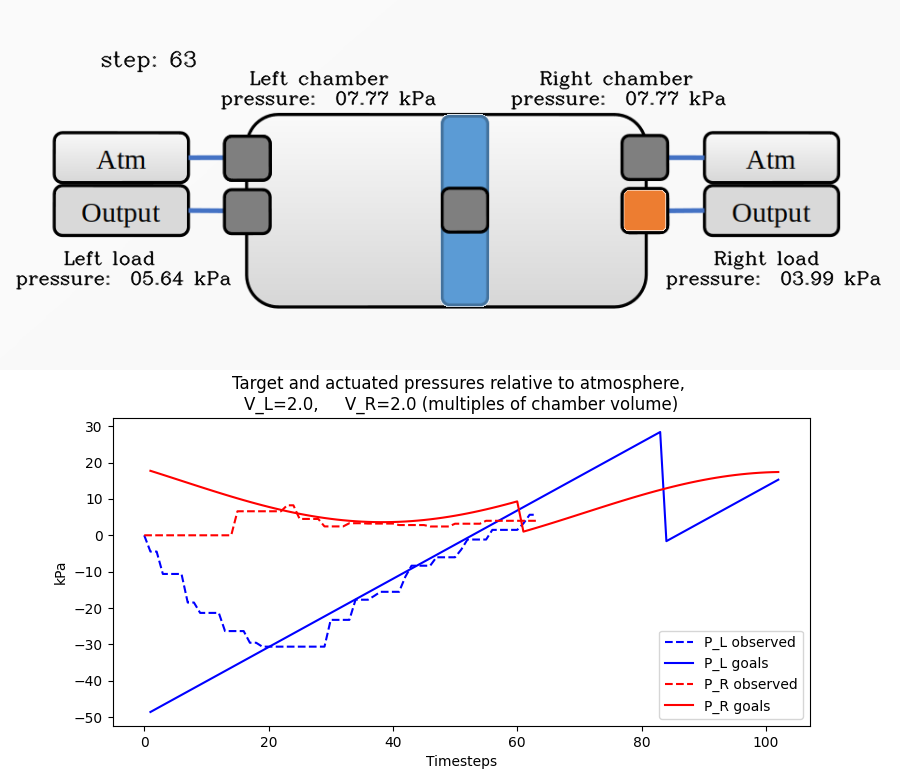 step: 63
Left chamber
pressure: 07.77 kPa
Right chamber
pressure: 07.77 kPa
Atm
Output
Atm
Output
Left load
pressure: 05.64 kPa
Right load
pressure: 03.99 kPa
Target and actuated pressures relative to atmosphere,
V_L=2.0, V_R=2.0 (multiples of chamber volume)
30
20
10
0
−10
−20
−30
−40
−50
kPa
P_L observed
P_L goals
P_R observed
P_R goals
0 20 40 60 80 100
Timesteps